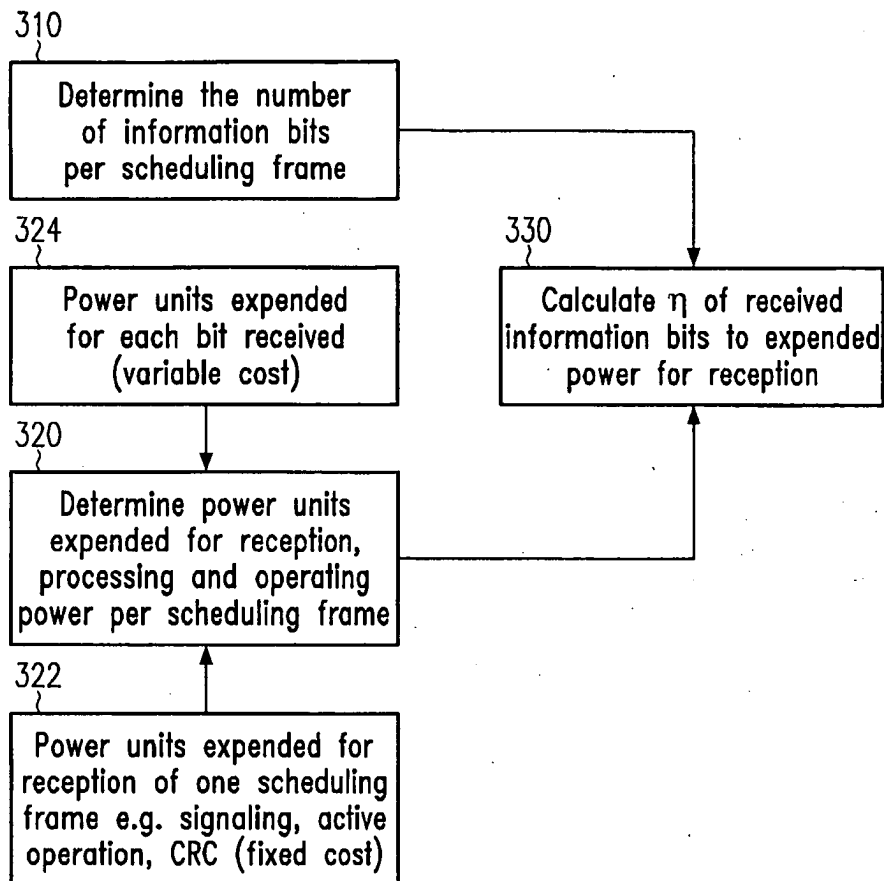 310
Determine the number
of information bits
per scheduling frame
324
Power units expended
for each bit received
(variable cost)
330
Calculate η of received
information bits to expended
power for reception
320
Determine power units
expended for reception,
processing and operating
power per scheduling frame
322
Power units expended for
reception of one scheduling
frame e.g. signaling, active
operation, CRC (fixed cost)